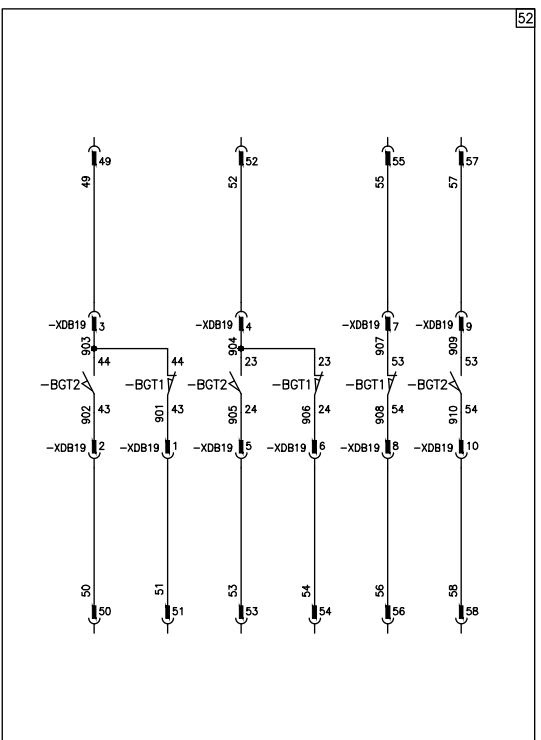 52
49 52 55 57
49 52 55 57
-XDB19 3 -XDB19 4 -XDB19 7 -XDB19 9
903 904 907 909
44 44 23 23 53 53
-BGT2 -BGT1 -BGT2 -BGT1 -BGT1 -BGT2
902 43 901 43 905 24 906 24 908 54 910 54
-XDB19 2 -XDB19 1 -XDB19 5 -XDB19 6 -XDB19 8 -XDB19 10
50 51 53 54 56 58
50 51 53 54 56 58